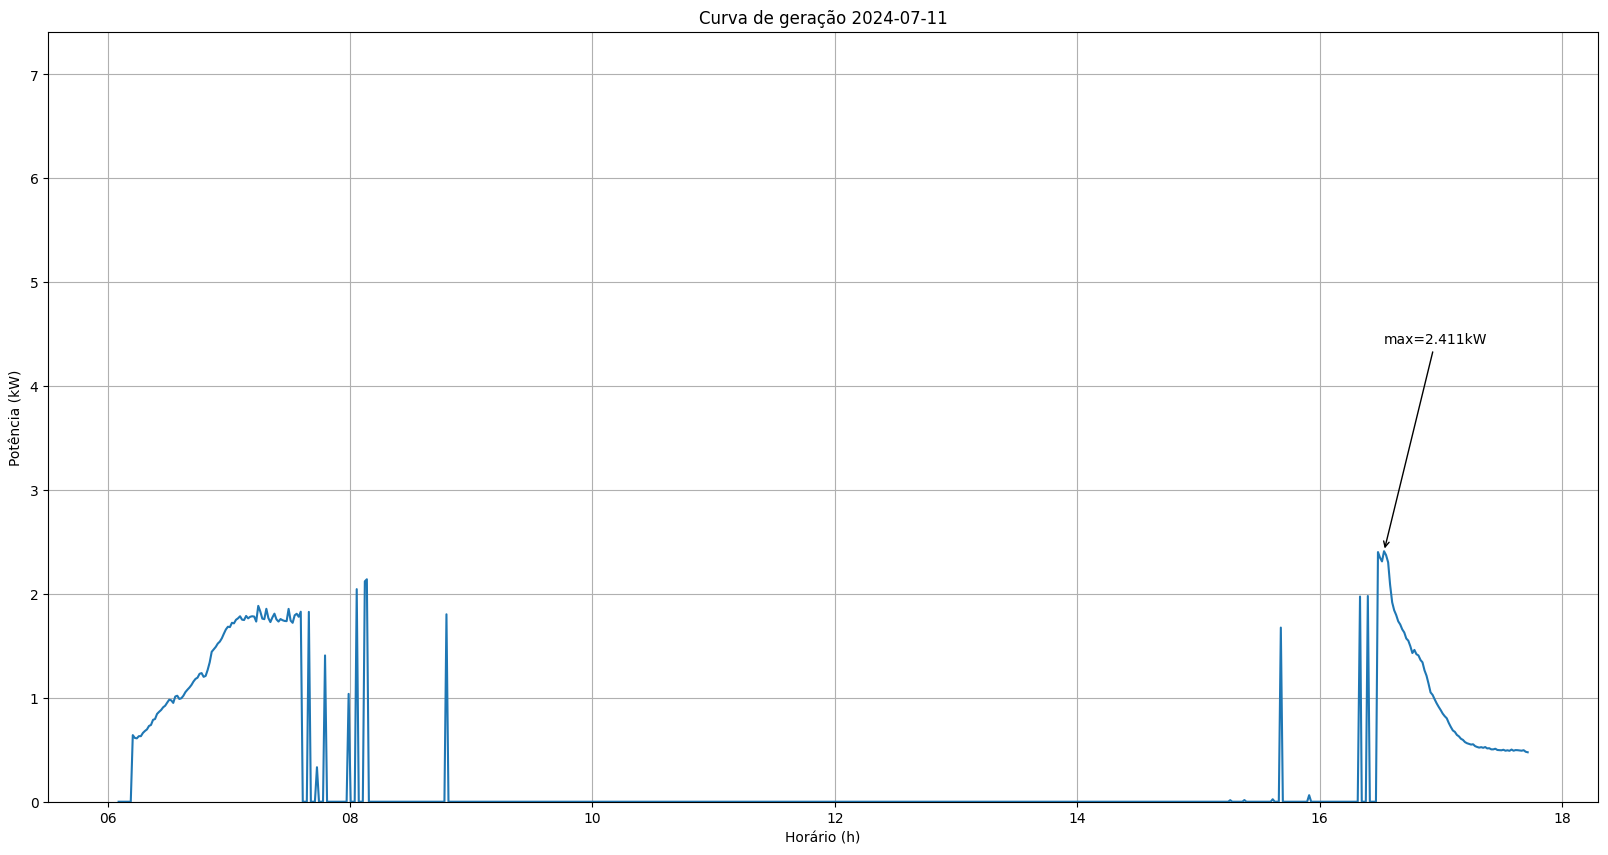 Curva de geração 2024-07-11
Potência (kW)
7
6
5
4
3
2
1
0
max=2.411kW
06 08 10 12 14 16 18
Horário (h)